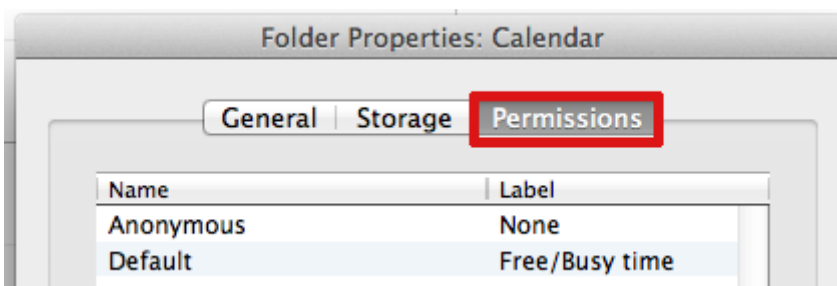 Folder Properties: Calendar
General Storage Permissions
Name Label
Anonymous None
Default Free/Busy time